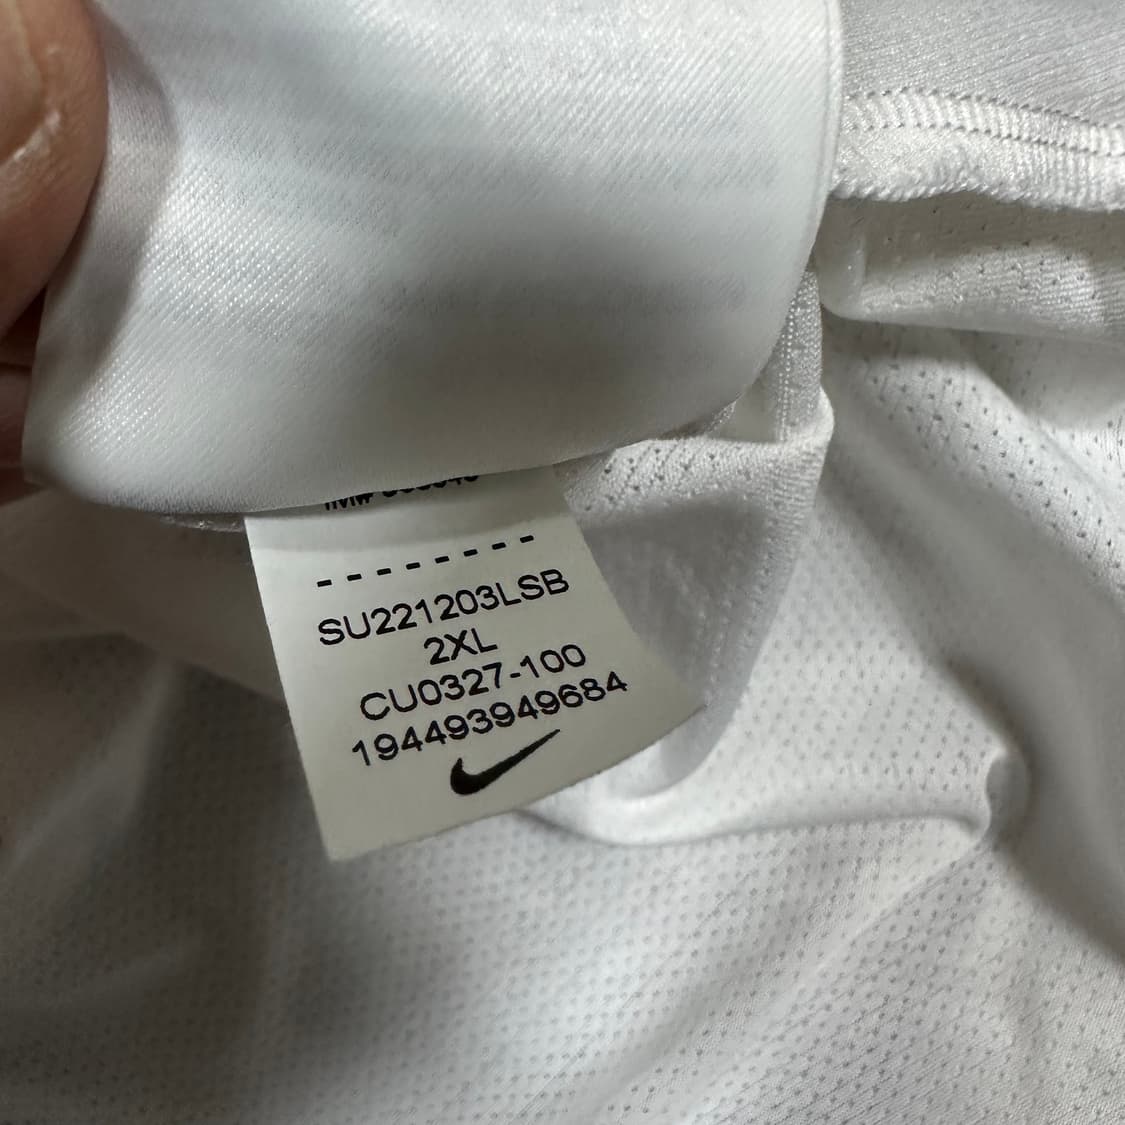 --------
SU221203LSB
2XL
CU0327-100
194493949684